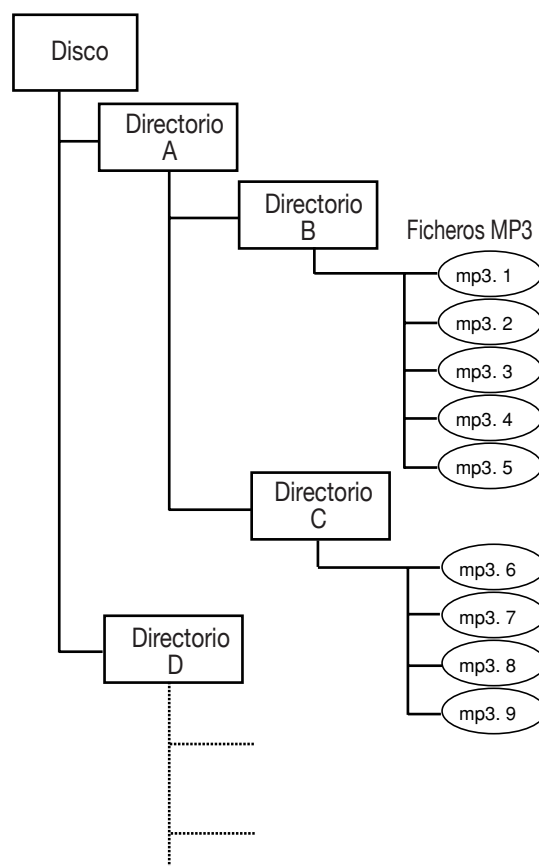 Disco
Directorio
A
Directorio
B
Ficheros MP3
mp3. 1
mp3. 2
mp3. 3
mp3. 4
mp3. 5
Directorio
C
mp3. 6
mp3. 7
mp3. 8
mp3. 9
Directorio
D